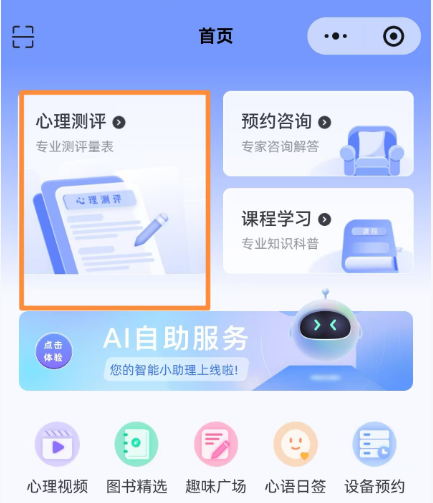 首页
心理测评
专业测评量表
心理测评
预约咨询
专家咨询解答
课程学习
专业知识科普
课程
点击
体验
AI自助服务
您的智能小助理上线啦!
心理视频
图书精选
趣味广场
心语日签
设备预约